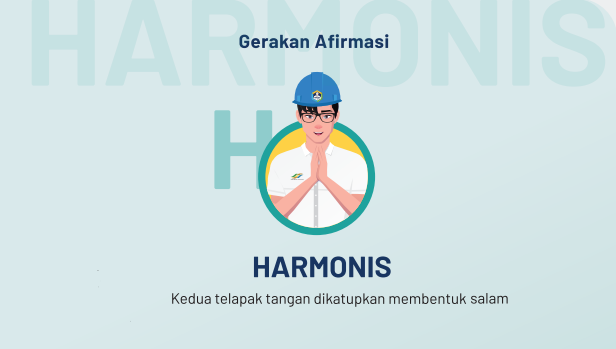 HARMONIS
Gerakan Afirmasi
H
HARMONIS
Kedua telapak tangan dikatupkan membentuk salam